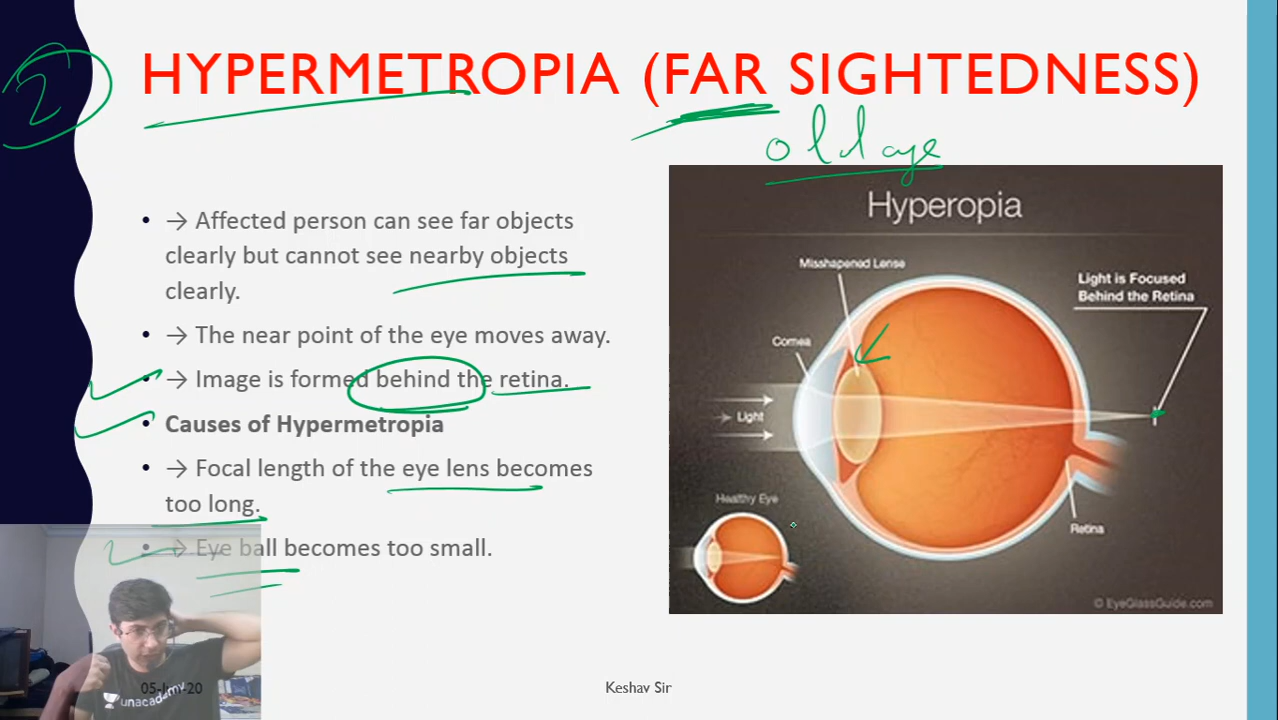 2
HYPERMETROPIA (FAR SIGHTEDNESS)
old age
• → Affected person can see far objects
clearly but cannot see nearby objects
clearly.
• → The near point of the eye moves away.
• → Image is formed behind the retina.
• Causes of Hypermetropia
• → Focal length of the eye lens becomes
too long.
• → Eye ball becomes too small.
Hyperopia
Misshapened Lense
Light is Focused
Behind the Retina
Cornea
Light
Healthy Eye
Retina
© EyeGlassGuide.com
unacademy
Keshav Sir